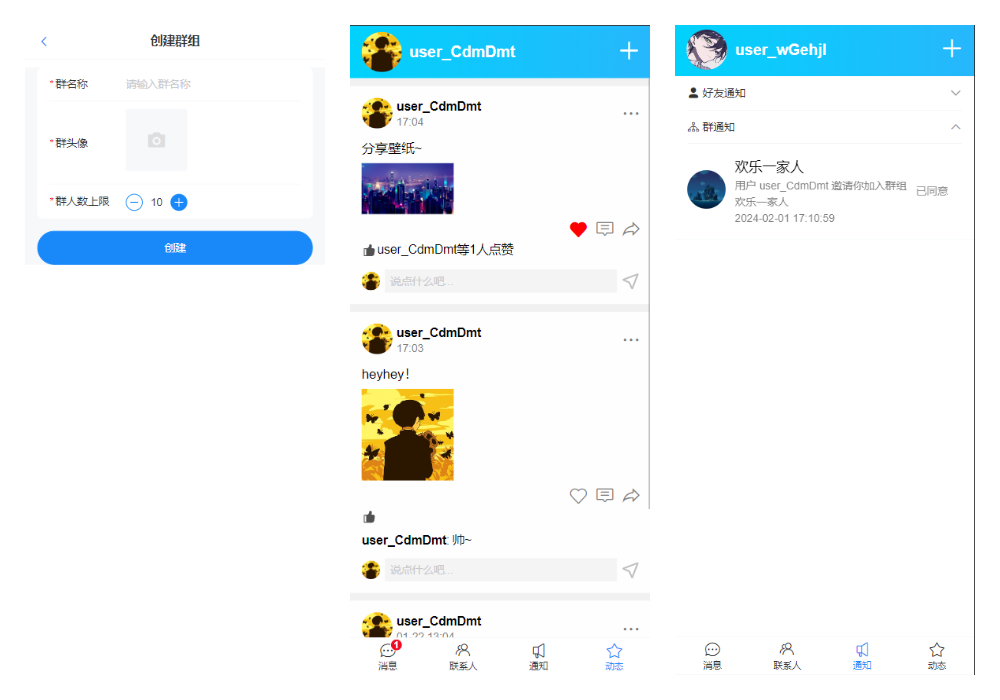 创建群组
*群名称 请输入群名称
*群头像
*群人数上限 10
创建
user_CdmDmt
user_CdmDmt
17:04
分享壁纸~
user_CdmDmt等1人点赞
说点什么吧...
user_CdmDmt
17:03
heyhey!
user_CdmDmt: 帅~
说点什么吧...
user_CdmDmt
01-22 13:04
1
消息 联系人 通知 动态
user_wGehjI
好友通知
群通知
欢乐一家人
用户 user_CdmDmt 邀请你加入群组
欢乐一家人
已同意
2024-02-01 17:10:59
消息 联系人 通知 动态